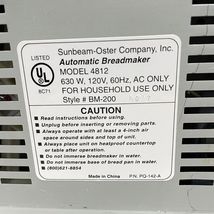 Sunbeam-Oster Company, Inc.
Automatic Breadmaker
LISTED
MODEL 4812
UL
630 W, 120V, 60Hz, AC ONLY
8C71
FOR HOUSEHOLD USE ONLY
Style # BM-200
CAUTION
Read instructions before using.
Unplug before inserting or removing parts.
Always operate with at least a 4-inch air
space around sides and on top.
Always place unit on heatproof countertop
or table after operation.
Do not immerse breadmaker in water.
Do not immerse base of bread pan in water.
(800)621-8854
Made in China
P.N. PG-142-A